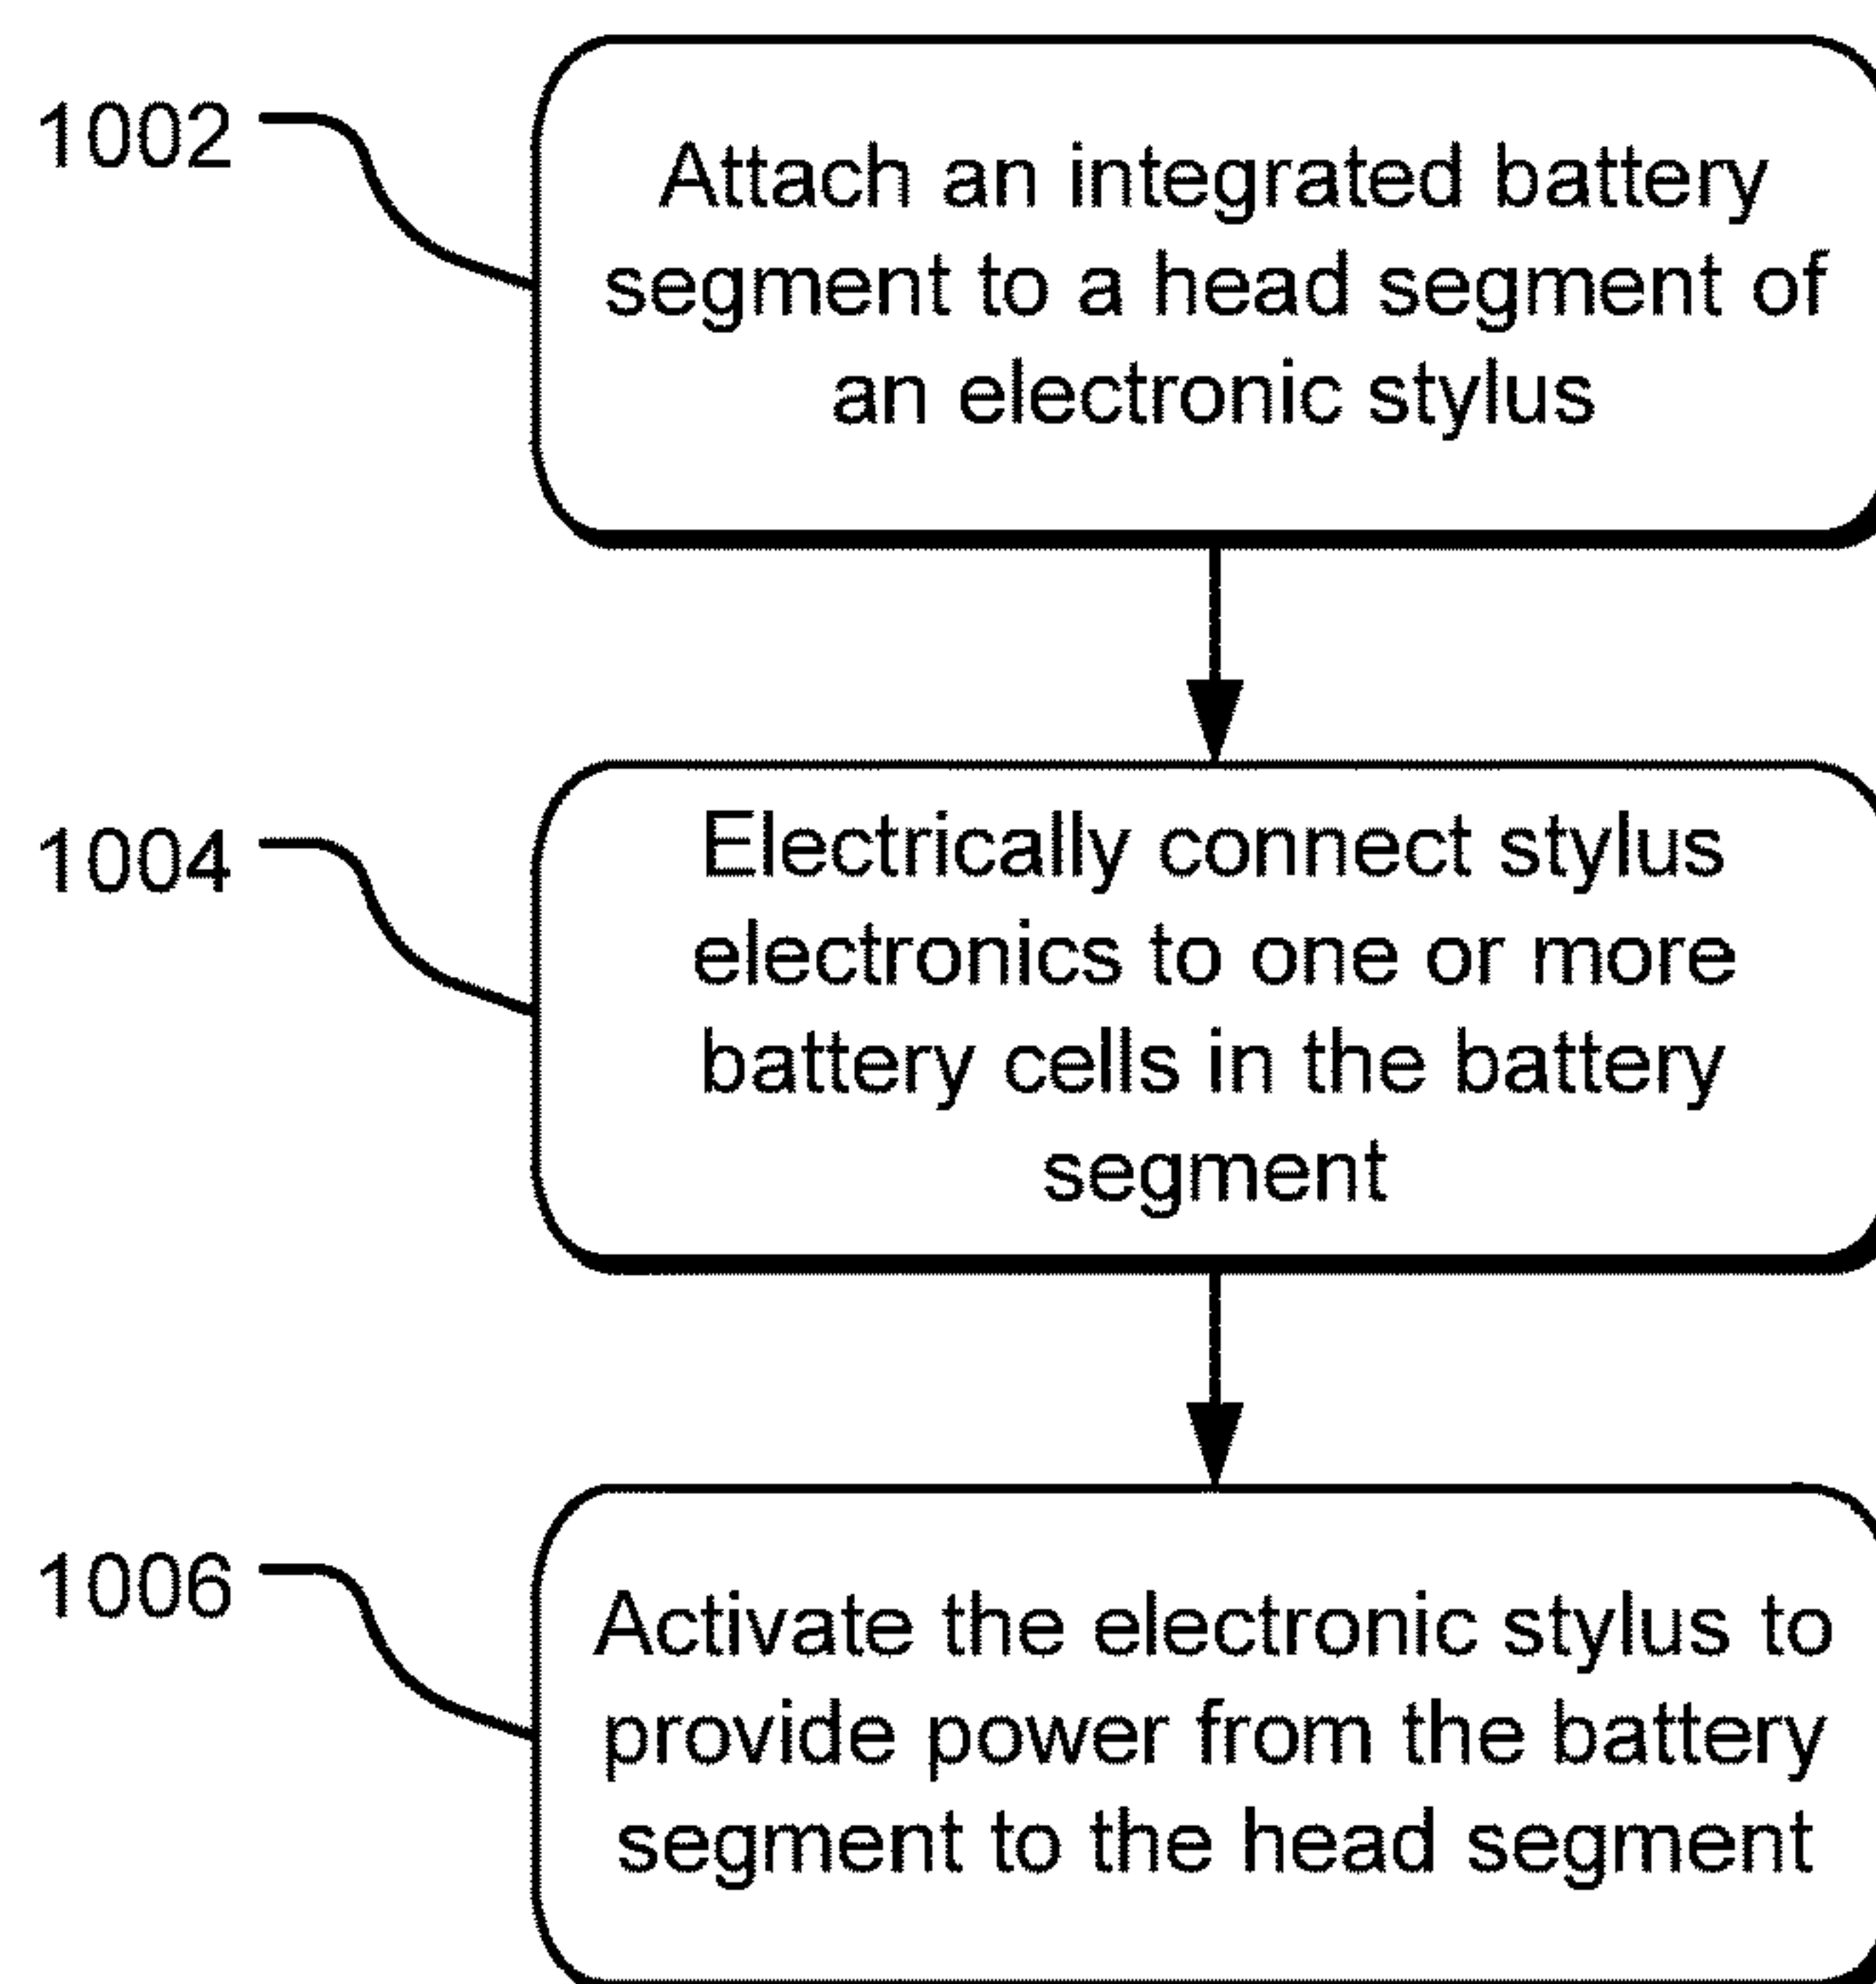 1002
Attach an integrated battery
segment to a head segment of
an electronic stylus
1004
Electrically connect stylus
electronics to one or more
battery cells in the battery
segment
1006
Activate the electronic stylus to
provide power from the battery
segment to the head segment